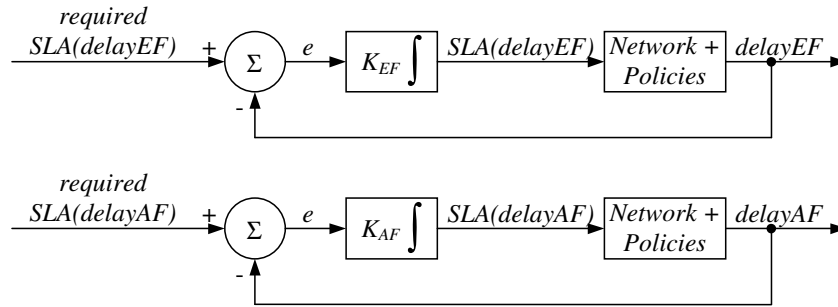 required
SLA(delayEF) + e SLA(delayEF) Network + delayEF
Σ K_EF ∫ Policies
-
required
SLA(delayAF) + e SLA(delayAF) Network + delayAF
Σ K_AF ∫ Policies
-